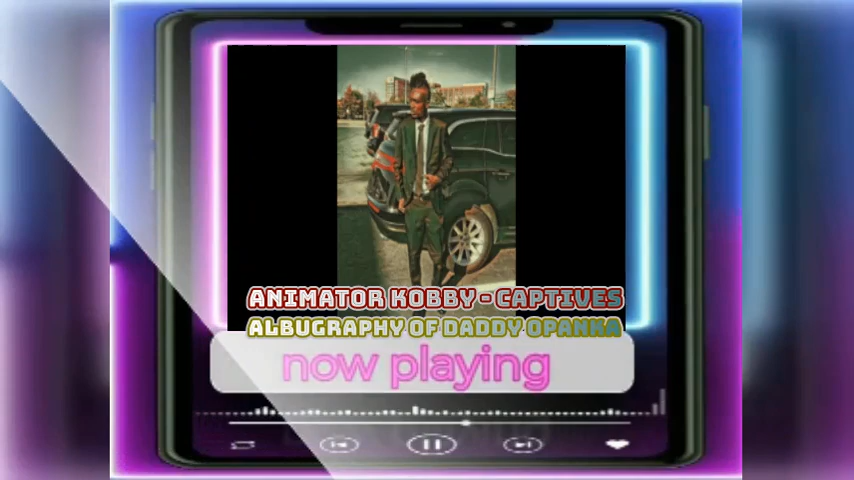 ANIMATOR KOBBY - CAPTIVES
ALBUGRAPHY OF DADDY OPANKA
now playing